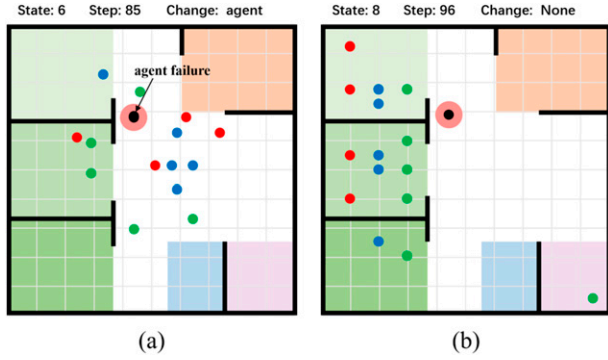 State: 6 Step: 85 Change: agent
State: 8 Step: 96 Change: None
agent failure
(a)
(b)